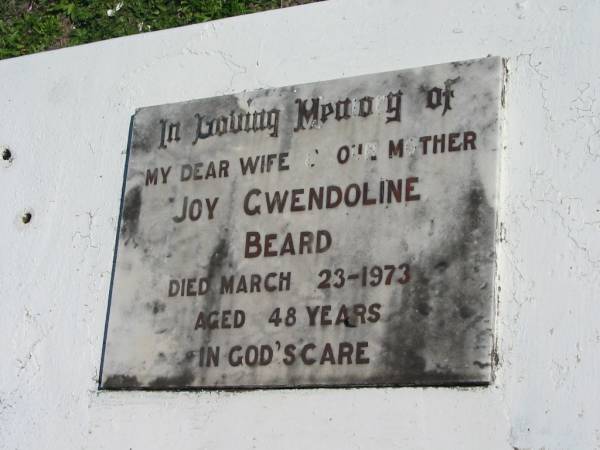 In Loving Memory of
MY DEAR WIFE & OUR MOTHER
JOY GWENDOLINE
BEARD
DIED MARCH 23-1973
AGED 48 YEARS
IN GOD'S CARE